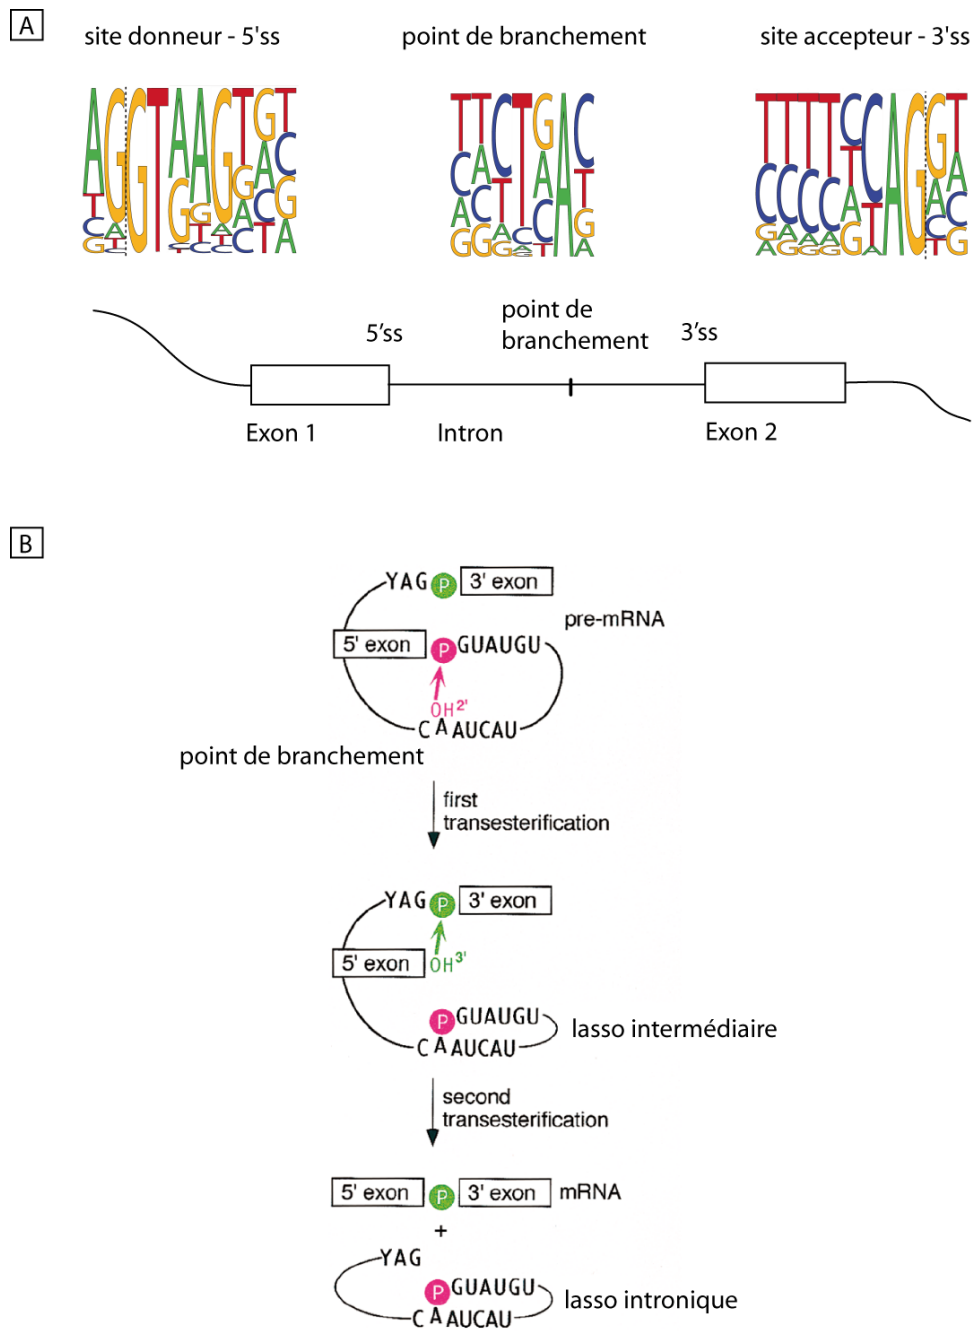 A
site donneur - 5'ss
point de branchement
site accepteur - 3'ss
5'ss
point de
branchement
3'ss
Exon 1
Intron
Exon 2
B
YAG P 3' exon
pre-mRNA
5' exon P GUAUGU
OH2'
C A AUCAU
point de branchement
first
transesterification
YAG P 3' exon
5' exon OH3'
P GUAUGU
lasso intermédiaire
C A AUCAU
second
transesterification
5' exon P 3' exon mRNA
+
YAG
P GUAUGU
lasso intronique
C A AUCAU